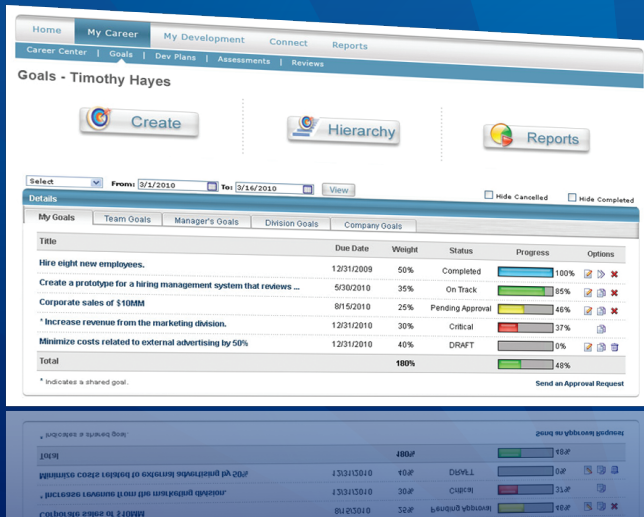 Home My Career My Development Connect Reports
Career Center | Goals | Dev Plans | Assessments | Reviews
Goals - Timothy Hayes
Create Hierarchy Reports
Select From: 3/1/2010 To: 3/16/2010 View Hide Cancelled Hide Completed
Details
My Goals Team Goals Manager's Goals Division Goals Company Goals
Title Due Date Weight Status Progress Options
Hire eight new employees. 12/31/2009 50% Completed 100%
Create a prototype for a hiring management system that reviews ... 5/30/2010 35% On Track 85%
Corporate sales of $10MM 8/15/2010 25% Pending Approval 46%
* Increase revenue from the marketing division. 12/31/2010 30% Critical 37%
Minimize costs related to external advertising by 50% 12/31/2010 40% DRAFT 0%
Total 180% 48%
* Indicates a shared goal. Send an Approval Request